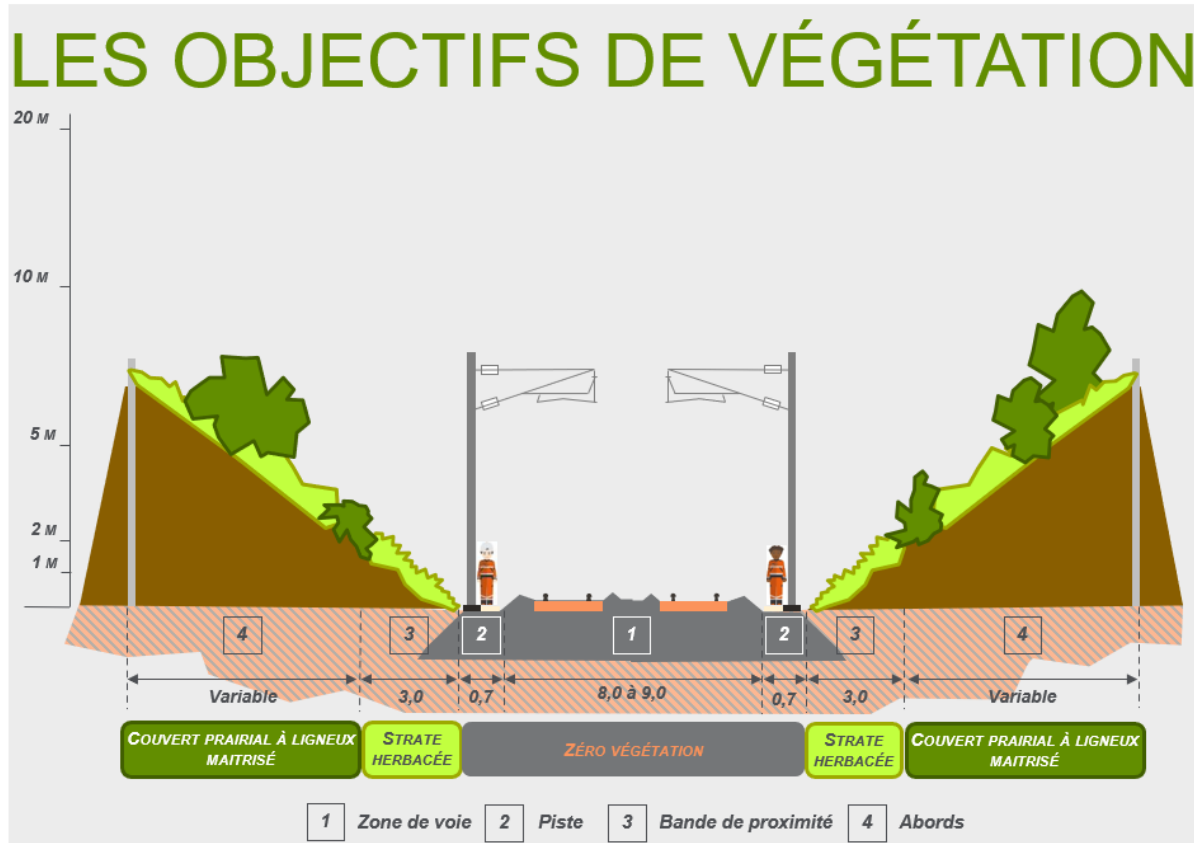 LES OBJECTIFS DE VÉGÉTATION
20 M
10 M
5 M
2 M
1 M
4 3 2 1 2 3 4
Variable 3,0 0,7 8,0 à 9,0 0,7 3,0 Variable
COUVERT PRAIRIAL À LIGNEUX MAITRISÉ
STRATE HERBACÉE
ZÉRO VÉGÉTATION
STRATE HERBACÉE
COUVERT PRAIRIAL À LIGNEUX MAITRISÉ
1 Zone de voie 2 Piste 3 Bande de proximité 4 Abords